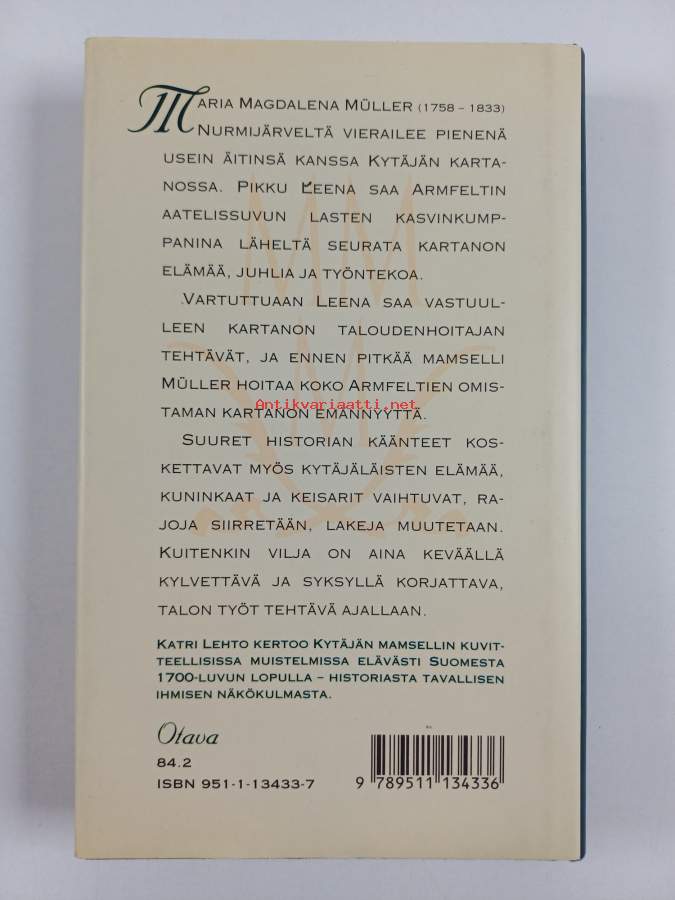 MARIA MAGDALENA MÜLLER (1758 – 1833)
NURMIJÄRVELTÄ VIERAILEE PIENENÄ
USEIN ÄITINSÄ KANSSA KYTÄJÄN KARTA-
NOSSA. PIKKU LEENA SAA ARMFELTIN
AATELISSUVUN LASTEN KASVINKUMP-
PANINA LÄHELTÄ SEURATA KARTANON
ELÄMÄÄ, JUHLIA JA TYÖNTEKOA.
VARTUTTUAAN LEENA SAA VASTUUL-
LEEN KARTANON TALOUDENHOITAJAN
TEHTÄVÄT, JA ENNEN PITKÄÄ MAMSELLI
MÜLLER HOITAA KOKO ARMFELTIEN OMIS-
Antikvariaatti.net
TAMAN KARTANON EMÄNNYYTTÄ.
SUURET HISTORIAN KÄÄNTEET KOS-
KETTAVAT MYÖS KYTÄJÄLÄISTEN ELÄMÄÄ,
KUNINKAAT JA KEISARIT VAIHTUVAT, RA-
JOJA SIIRRETÄÄN, LAKEJA MUUTETAAN.
KUITENKIN VILJA ON AINA KEVÄÄLLÄ
KYLVETTÄVÄ JA SYKSYLLÄ KORJATTAVA,
TALON TYÖT TEHTÄVÄ AJALLAAN.
KATRI LEHTO KERTOO KYTÄJÄN MAMSELLIN KUVIT-
TEELLISISSA MUISTELMISSA ELÄVÄSTI SUOMESTA
1700-LUVUN LOPULLA – HISTORIASTA TAVALLISEN
IHMISEN NÄKÖKULMASTA.
Otava
84.2
ISBN 951-1-13433-7
9 789511 134336